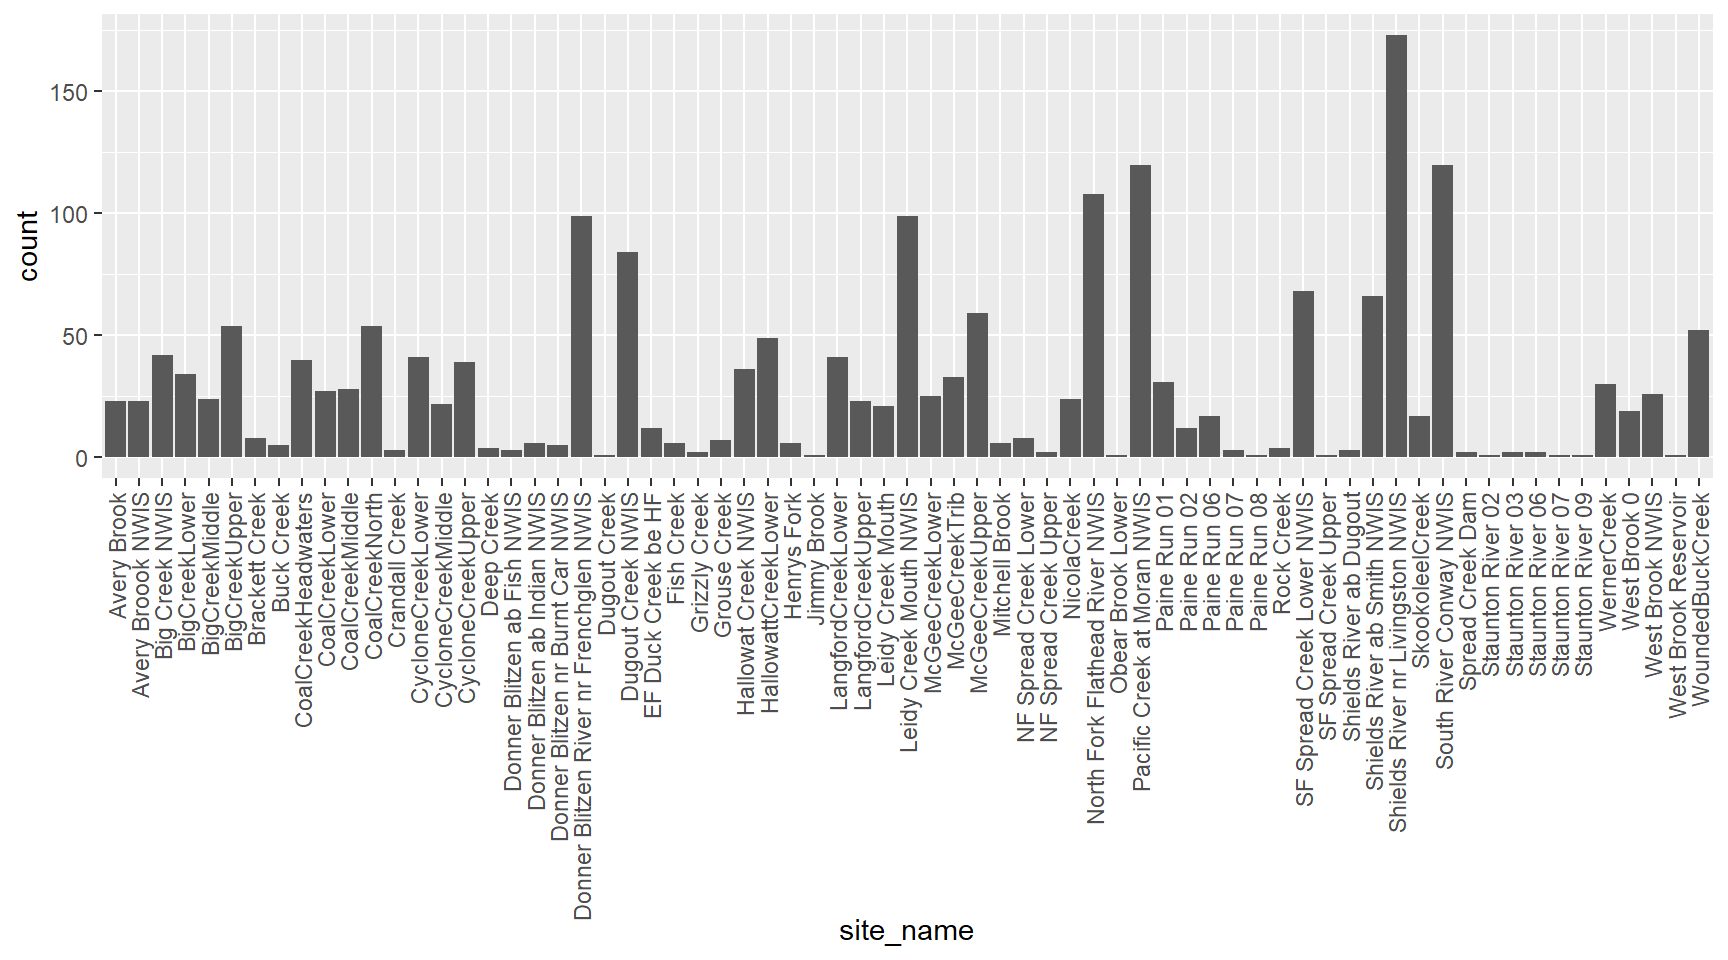 count
150
100
50
0
Avery Brook
Avery Broook NWIS
Big Creek NWIS
BigCreekLower
BigCreekMiddle
BigCreekUpper
Brackett Creek
Buck Creek
CoalCreekHeadwaters
CoalCreekLower
CoalCreekMiddle
CoalCreekNorth
Crandall Creek
CycloneCreekLower
CycloneCreekMiddle
CycloneCreekUpper
Deep Creek
Donner Blitzen ab Fish NWIS
Donner Blitzen ab Indian NWIS
Donner Blitzen nr Burnt Car NWIS
Donner Blitzen River nr Frenchglen NWIS
Dugout Creek
Dugout Creek NWIS
EF Duck Creek be HF
Fish Creek
Grizzly Creek
Grouse Creek
Hallowat Creek NWIS
HallowattCreekLower
Henrys Fork
Jimmy Brook
LangfordCreekLower
LangfordCreekUpper
Leidy Creek Mouth
Leidy Creek Mouth NWIS
McGeeCreekLower
McGeeCreekTrib
McGeeCreekUpper
Mitchell Brook
NF Spread Creek Lower
NF Spread Creek Upper
NicolaCreek
North Fork Flathead River NWIS
Obear Brook Lower
Pacific Creek at Moran NWIS
Paine Run 01
Paine Run 02
Paine Run 06
Paine Run 07
Paine Run 08
Rock Creek
SF Spread Creek Lower NWIS
SF Spread Creek Upper
Shields River ab Dugout
Shields River ab Smith NWIS
Shields River nr Livingston NWIS
SkookoleelCreek
South River Conway NWIS
Spread Creek Dam
Staunton River 02
Staunton River 03
Staunton River 06
Staunton River 07
Staunton River 09
WernerCreek
West Brook 0
West Brook NWIS
West Brook Reservoir
WoundedBuckCreek
site_name